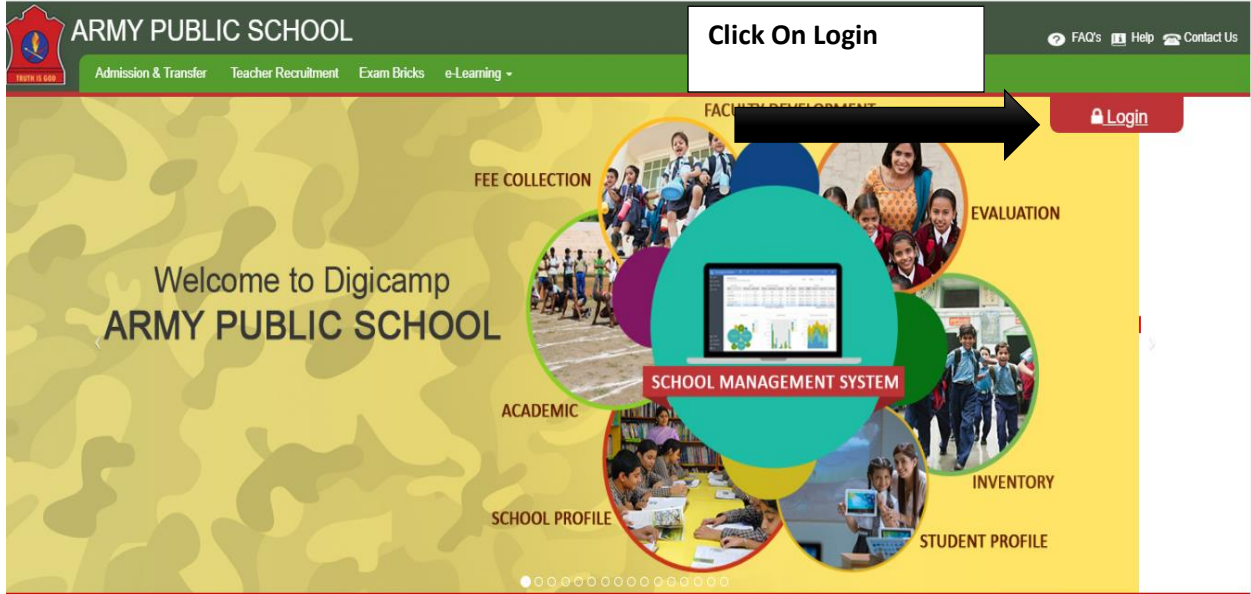 ARMY PUBLIC SCHOOL
Click On Login
FAQ's Help Contact Us
TRUTH IS GOD
Admission & Transfer Teacher Recruitment Exam Bricks e-Learning
Login
FACULTY DEVELOPMENT
FEE COLLECTION
EVALUATION
Welcome to Digicamp
ARMY PUBLIC SCHOOL
SCHOOL MANAGEMENT SYSTEM
ACADEMIC
INVENTORY
SCHOOL PROFILE
STUDENT PROFILE